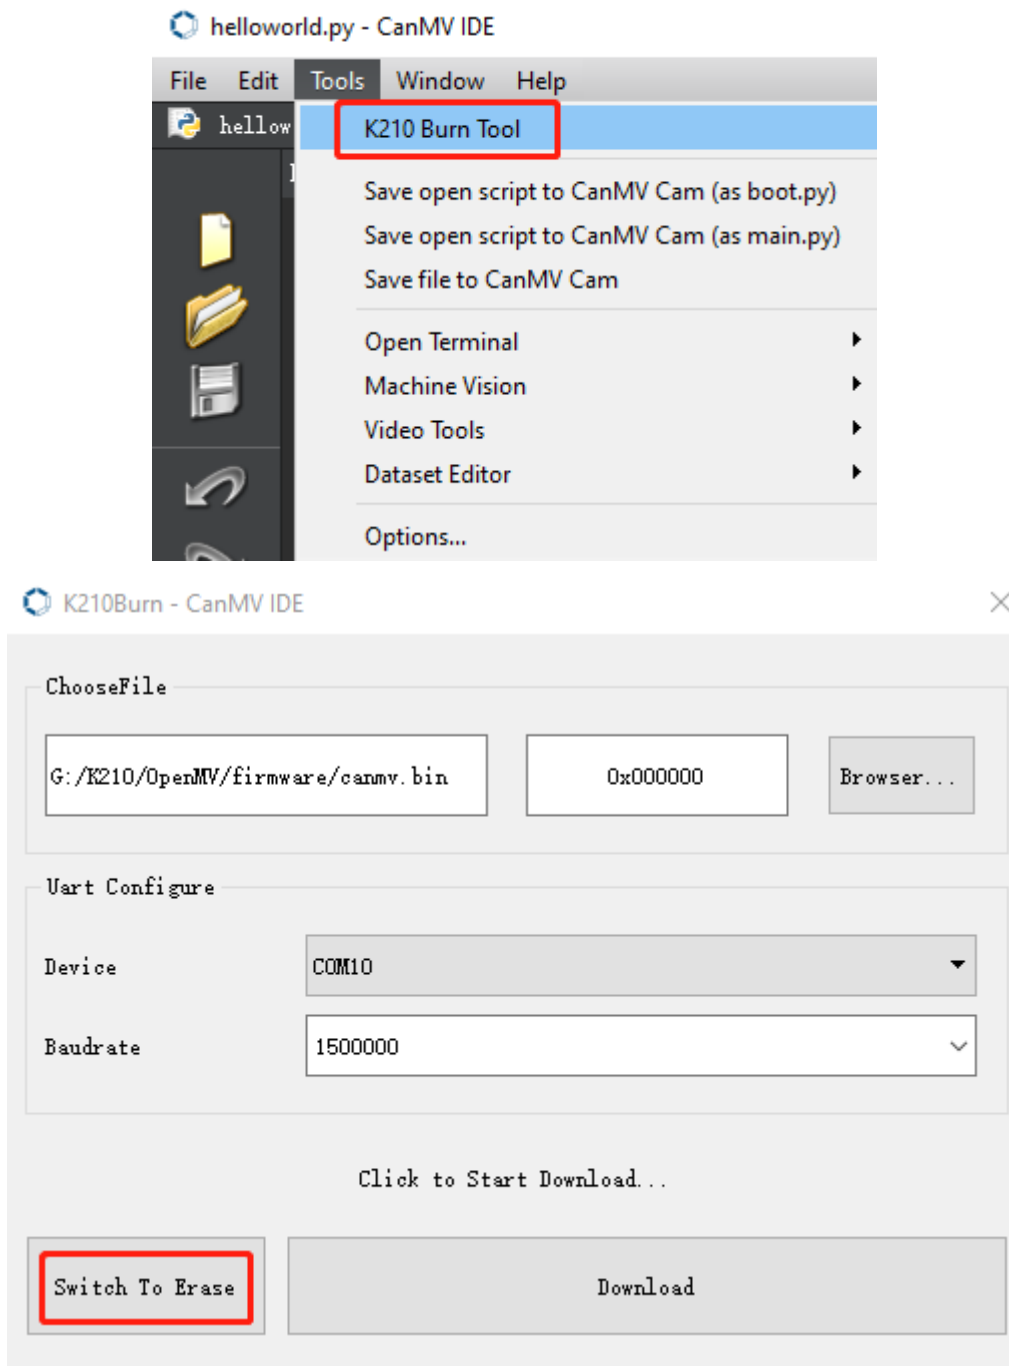 helloworld.py - CanMV IDE
File Edit Tools Window Help
hellow
K210 Burn Tool
Save open script to CanMV Cam (as boot.py)
Save open script to CanMV Cam (as main.py)
Save file to CanMV Cam
Open Terminal
Machine Vision
Video Tools
Dataset Editor
Options...
K210Burn - CanMV IDE
ChooseFile
G:/K210/OpenMV/firmware/canmv.bin 0x000000 Browser...
Uart Configure
Device COM10
Baudrate 1500000
Click to Start Download...
Switch To Erase Download